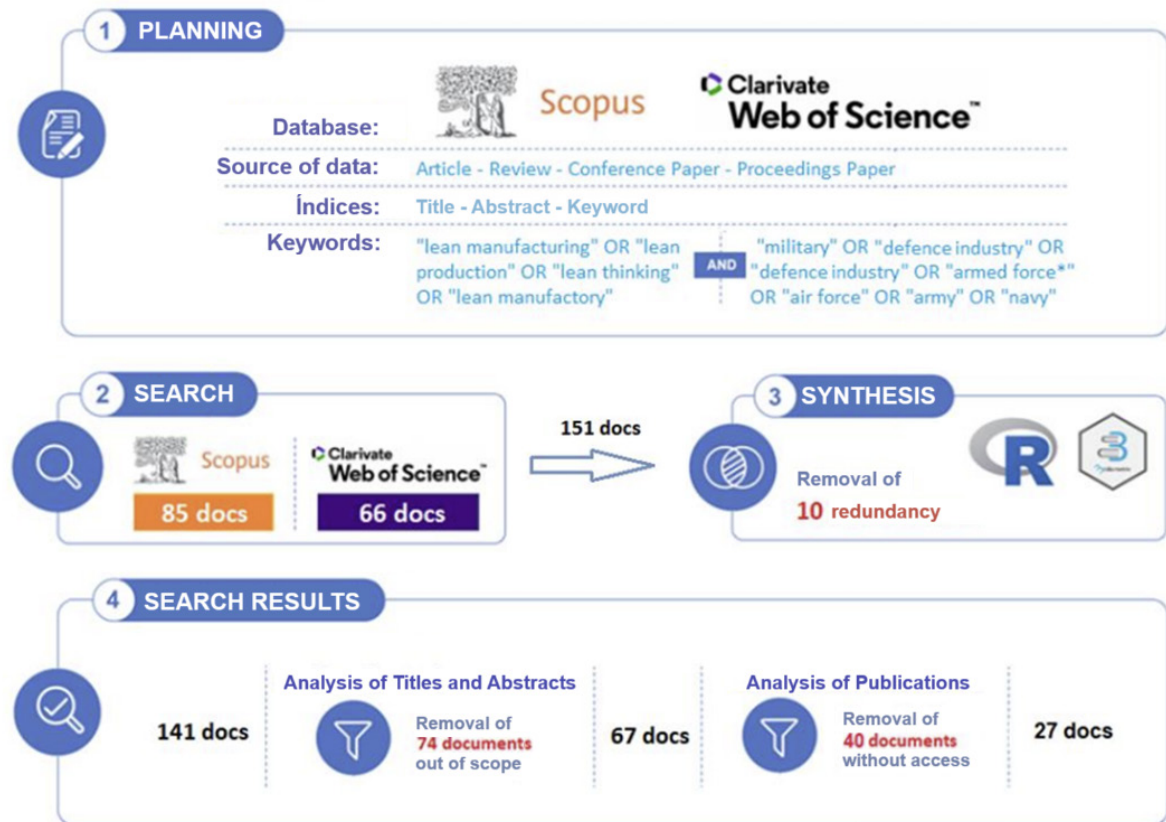 1 PLANNING
Scopus
Clarivate
Web of Science™
Database:
Source of data: Article - Review - Conference Paper - Proceedings Paper
Índices: Title - Abstract - Keyword
Keywords: "lean manufacturing" OR "lean
production" OR "lean thinking"
OR "lean manufactory"
AND
"military" OR "defence industry" OR
"defence industry" OR "armed force*"
OR "air force" OR "army" OR "navy"
2 SEARCH
Scopus
85 docs
Clarivate
Web of Science™
66 docs
151 docs
3 SYNTHESIS
Removal of
10 redundancy
R
4 SEARCH RESULTS
141 docs
Analysis of Titles and Abstracts
Removal of
74 documents
out of scope
67 docs
Analysis of Publications
Removal of
40 documents
without access
27 docs